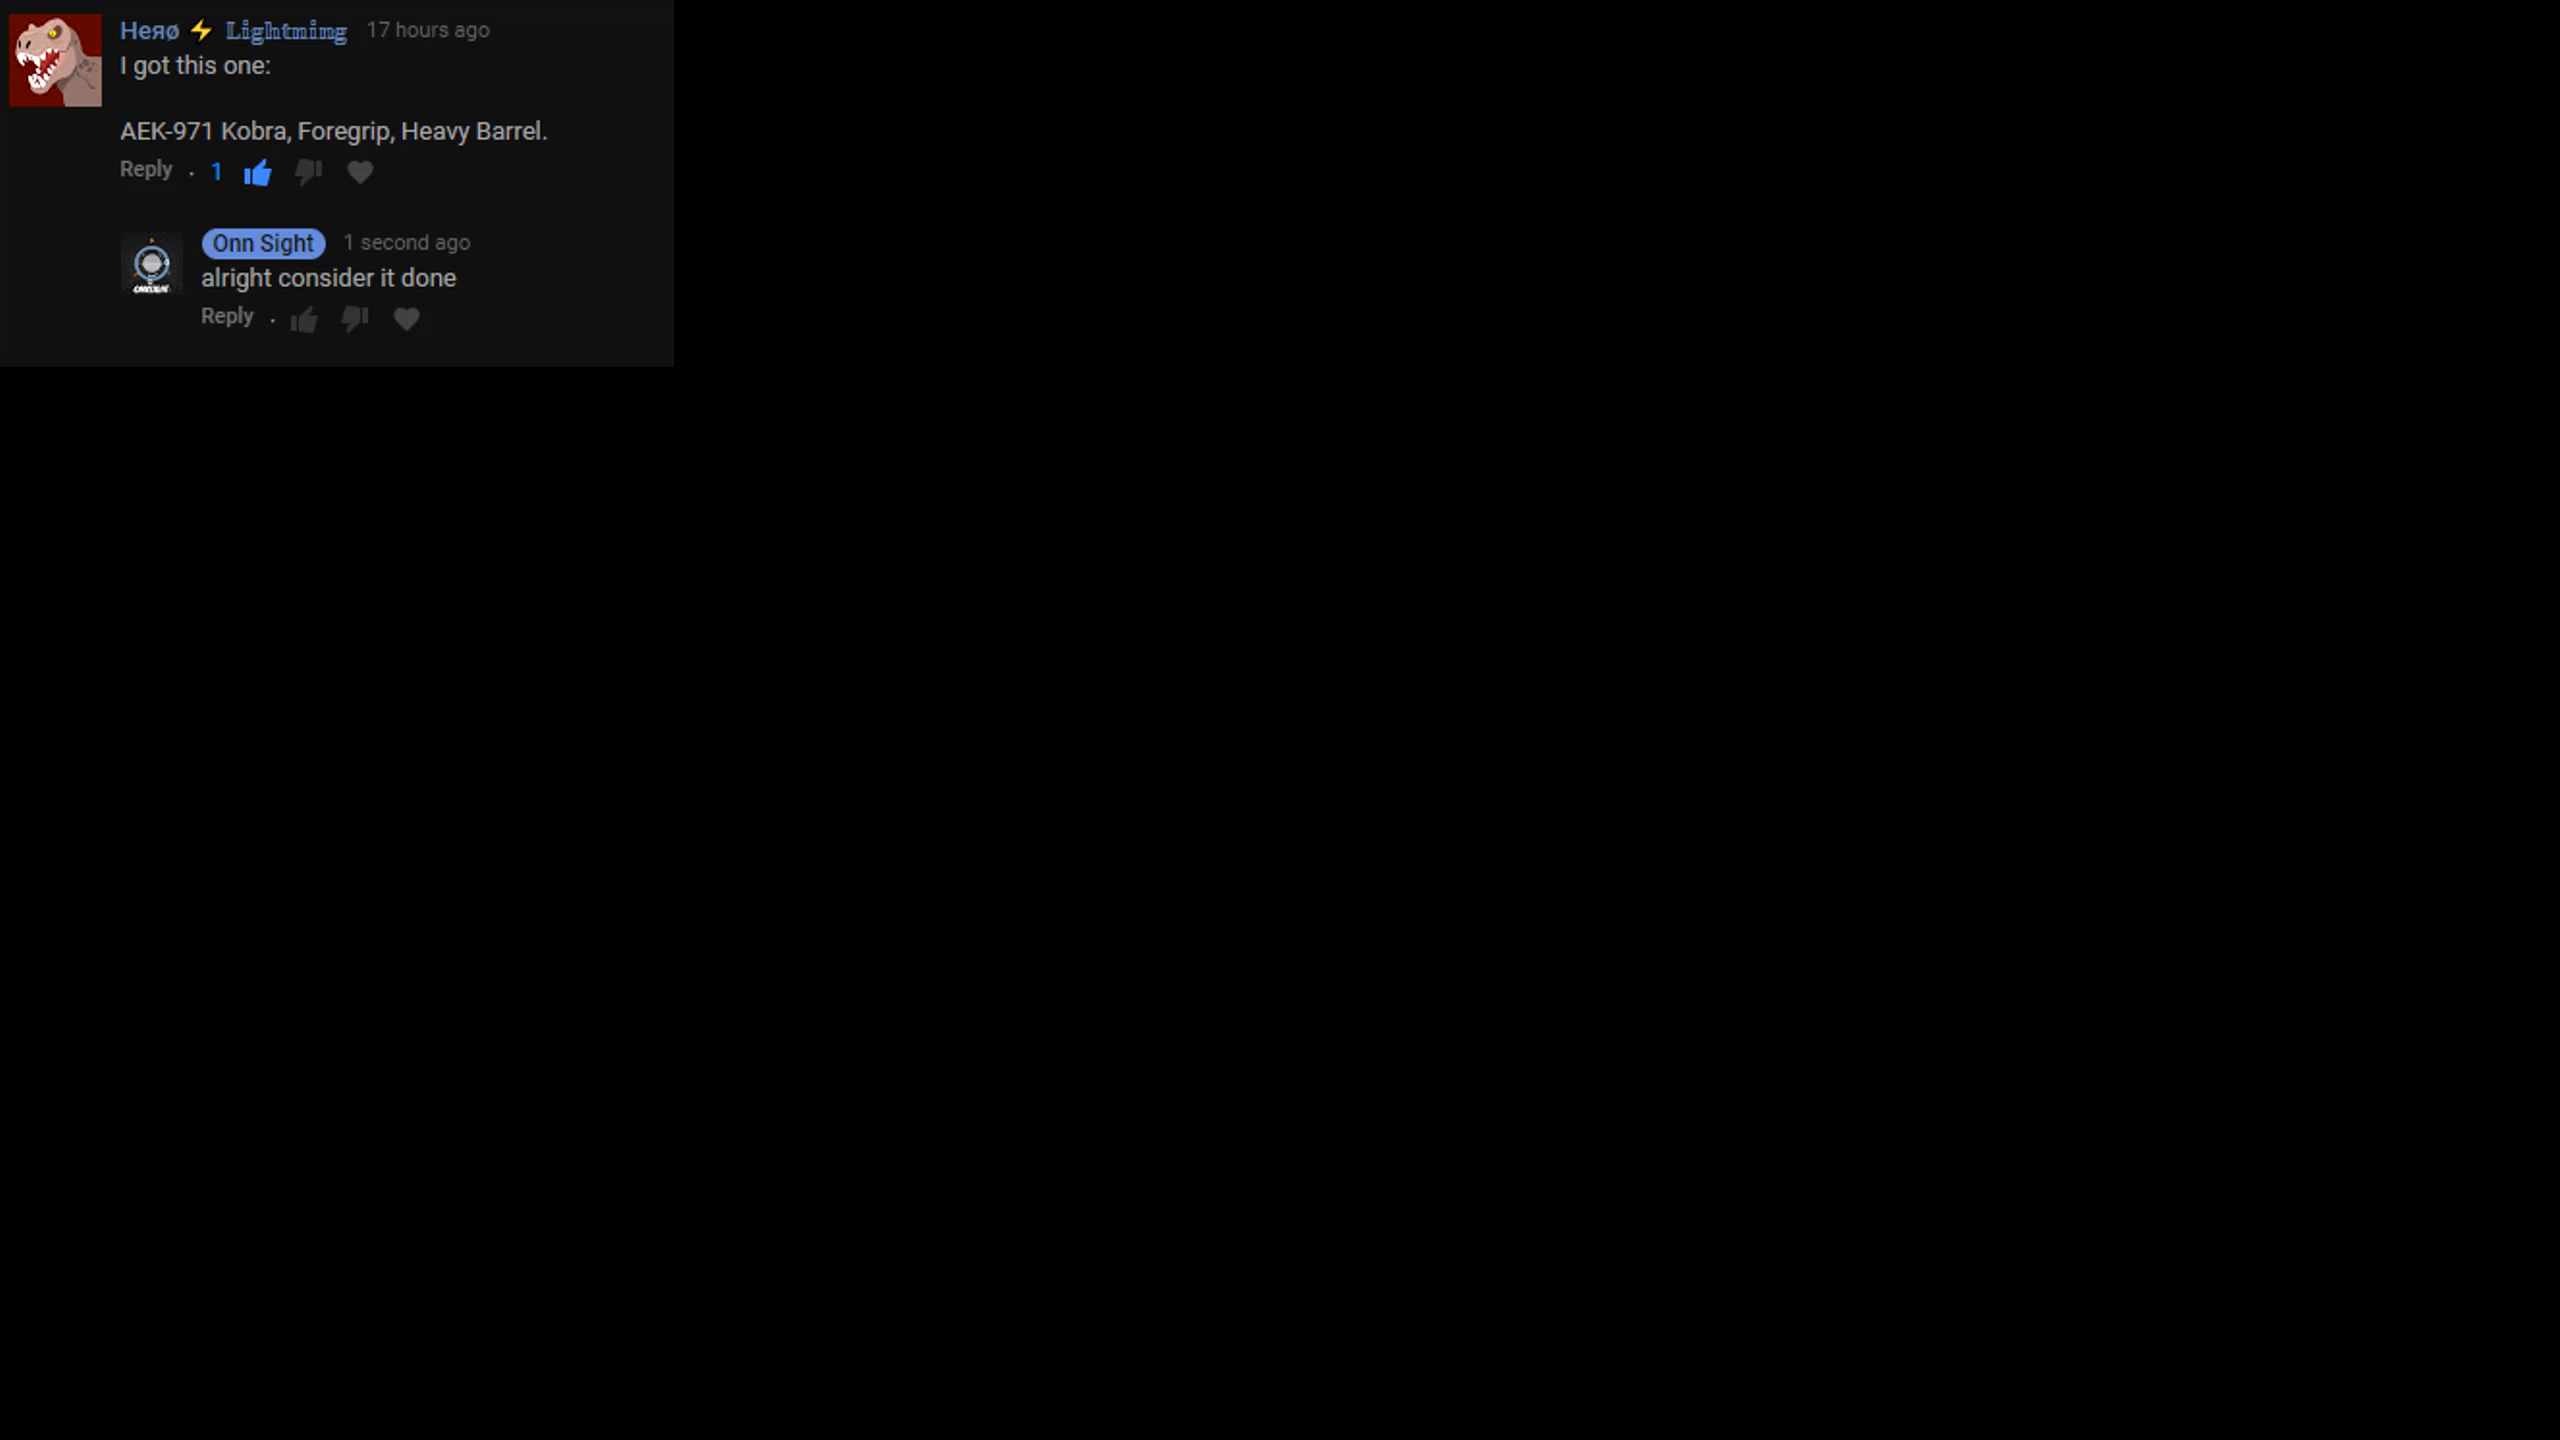 Heяø ⚡ 𝕃𝕚𝕘𝕙𝕥𝕟𝕚𝕟𝕘 17 hours ago
I got this one:
AEK-971 Kobra, Foregrip, Heavy Barrel.
Reply · 1
Onn Sight 1 second ago
alright consider it done
Reply ·